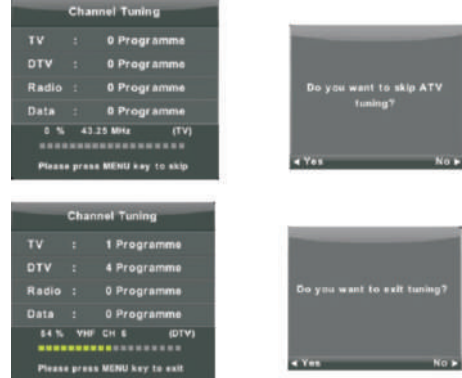 Channel Tuning
TV : 0 Programme
DTV : 0 Programme
Radio : 0 Programme
Data : 0 Programme
0 % 43.25 MHz (TV)
Please press MENU key to skip
Do you want to skip ATV
tuning?
Yes No
Channel Tuning
TV : 1 Programme
DTV : 4 Programme
Radio : 0 Programme
Data : 0 Programme
54 % VHF CH 6 (DTV)
Please press MENU key to exit
Do you want to exit tuning?
Yes No